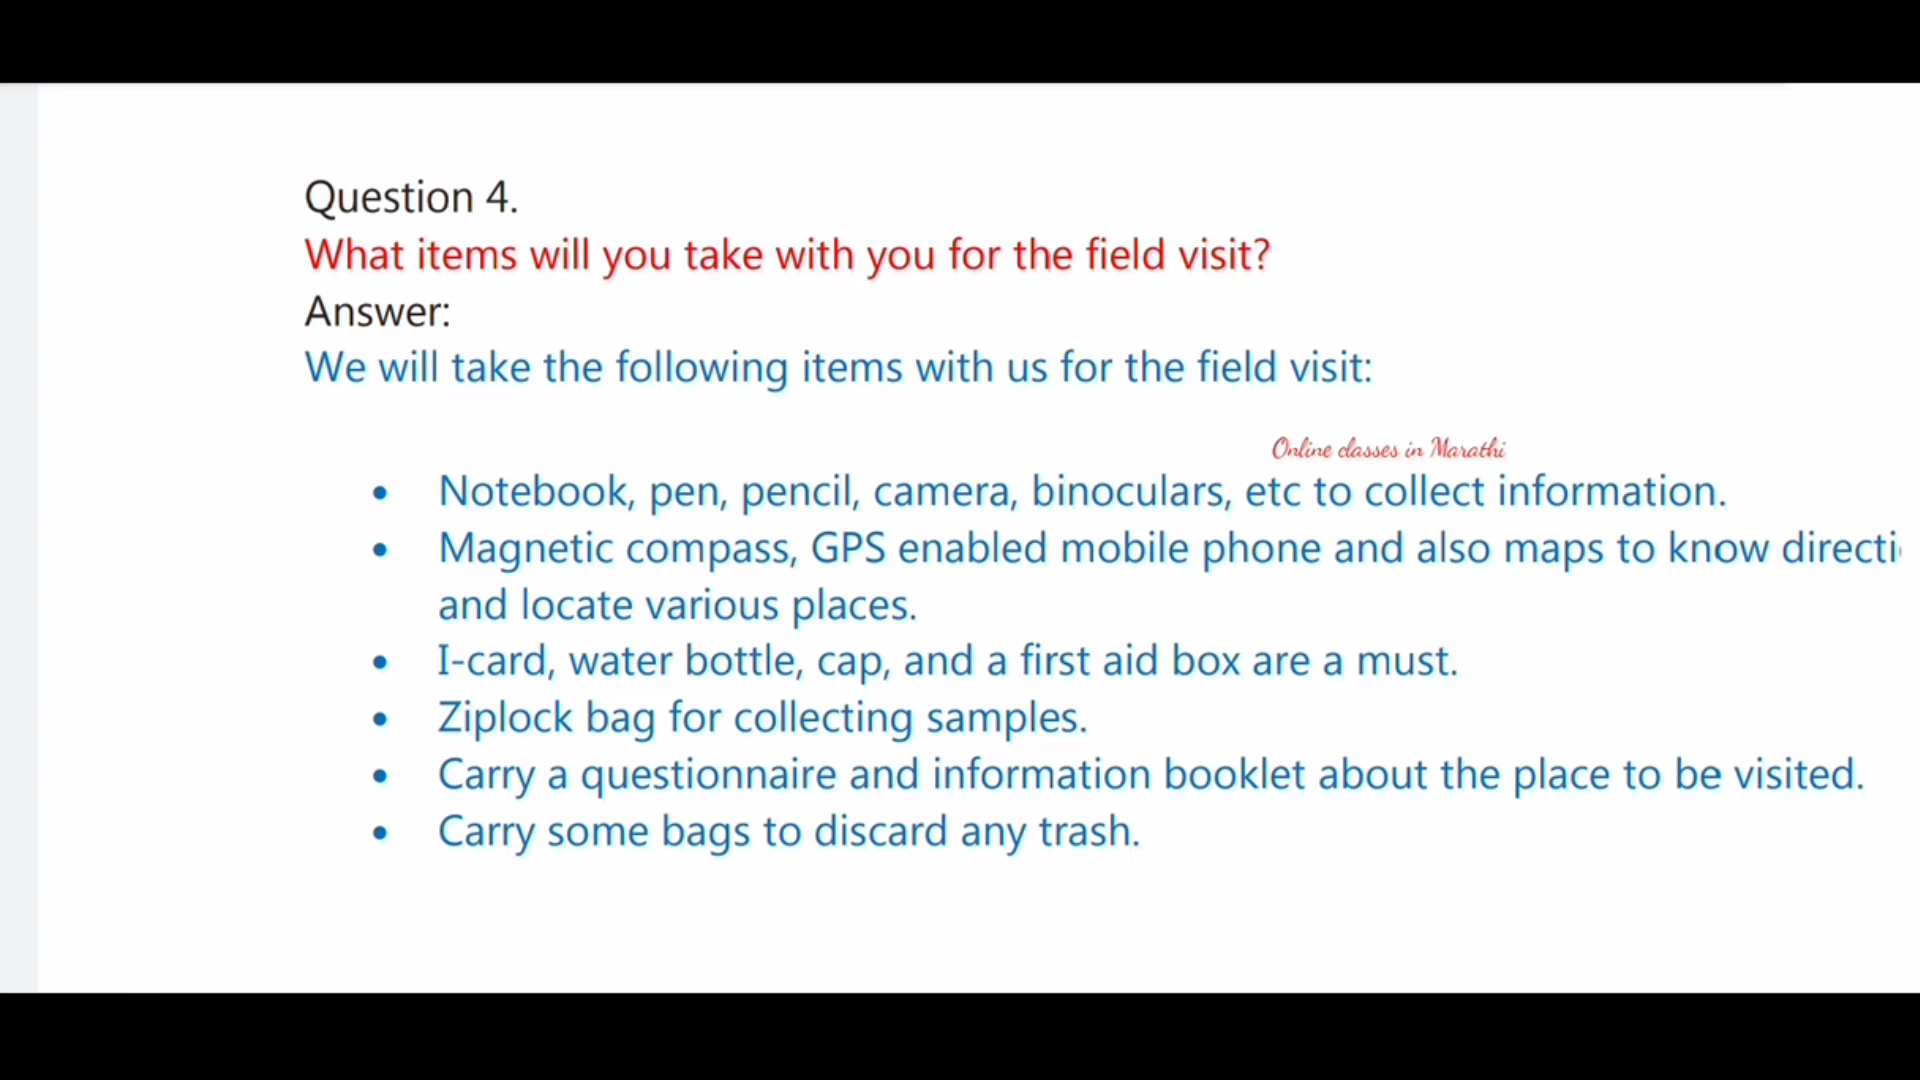 Question 4.
What items will you take with you for the field visit?
Answer:
We will take the following items with us for the field visit:
Online classes in Marathi
• Notebook, pen, pencil, camera, binoculars, etc to collect information.
• Magnetic compass, GPS enabled mobile phone and also maps to know directi
and locate various places.
• I-card, water bottle, cap, and a first aid box are a must.
• Ziplock bag for collecting samples.
• Carry a questionnaire and information booklet about the place to be visited.
• Carry some bags to discard any trash.